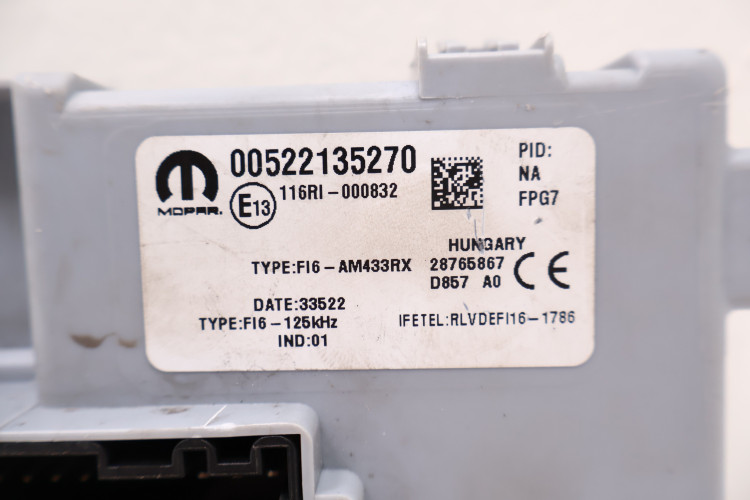 00522135270
MOPAR.
E13
116RI-000832
PID:
NA
FPG7
HUNGARY
TYPE:FI6-AM433RX 28765867
D857 A0
CE
DATE:33522
TYPE:FI6-125kHz
IND:01
IFETEL:RLVDEFI16-1786